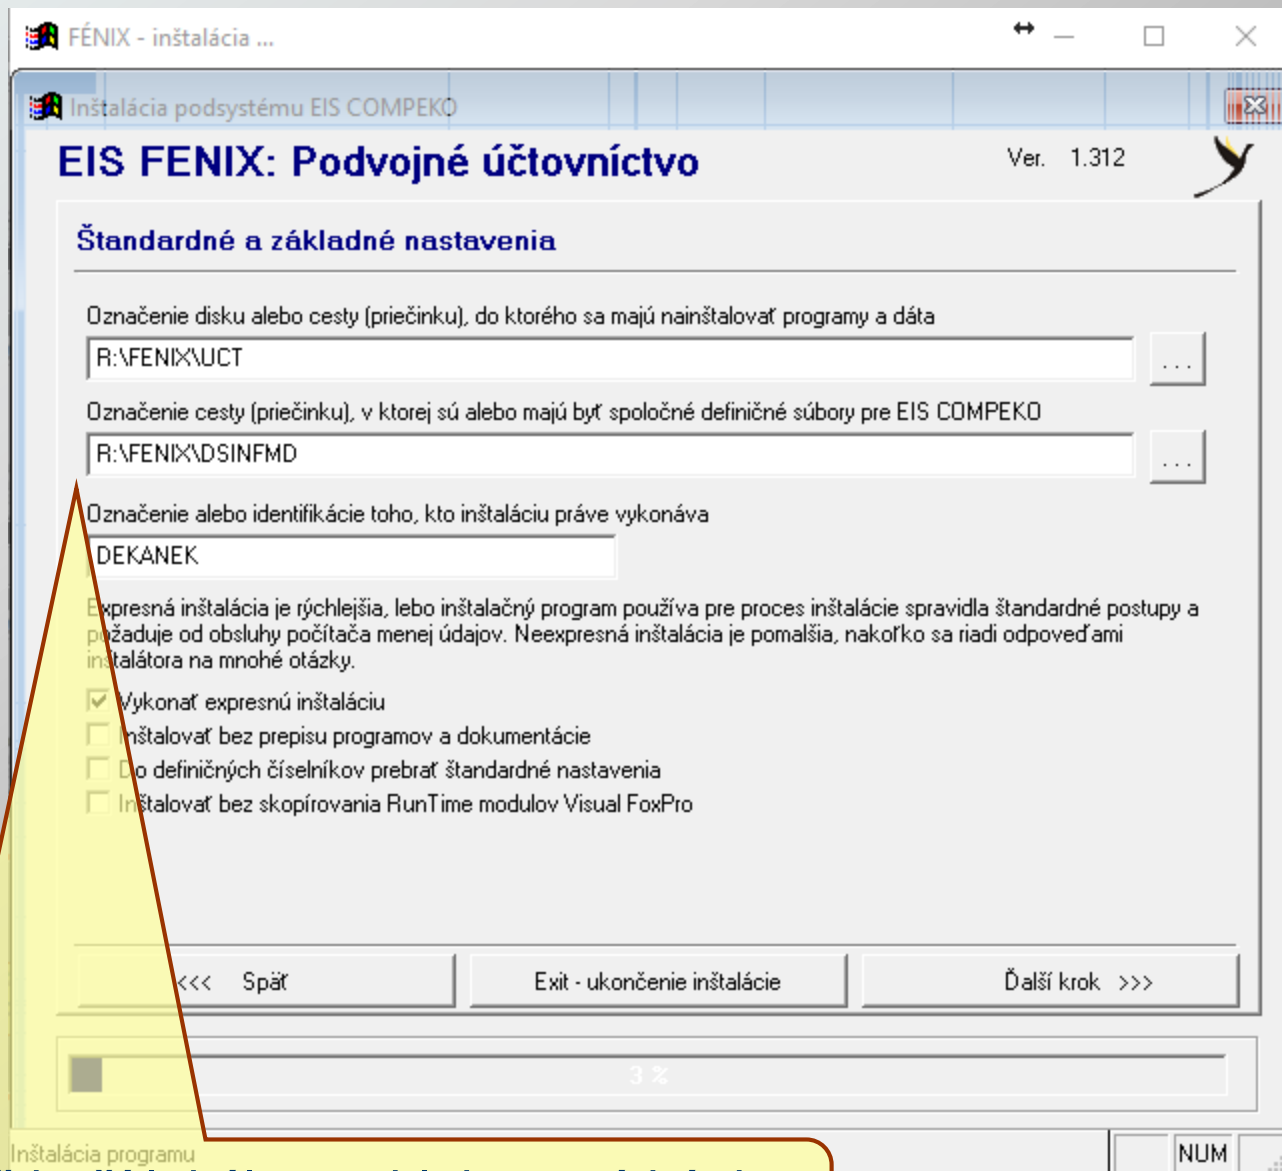 FÉNIX - inštalácia ...
Inštalácia podsystému EIS COMPEKO
EIS FENIX: Podvojné účtovníctvo
Ver. 1.312
Štandardné a základné nastavenia
Označenie disku alebo cesty (priečinku), do ktorého sa majú nainštalovať programy a dáta
R:\FENIX\UCT
...
Označenie cesty (priečinku), v ktorej sú alebo majú byť spoločné definičné súbory pre EIS COMPEKO
R:\FENIX\DSINFMD
...
Označenie alebo identifikácie toho, kto inštaláciu práve vykonáva
DEKANEK
Expresná inštalácia je rýchlejšia, lebo inštalačný program používa pre proces inštalácie spravidla štandardné postupy a
požaduje od obsluhy počítača menej údajov. Neexpresná inštalácia je pomalšia, nakoľko sa riadi odpoveďami
inštalátora na mnohé otázky.
Vykonať expresnú inštaláciu
Inštalovať bez prepisu programov a dokumentácie
Do definičných číselníkov prebrať štandardné nastavenia
Inštalovať bez skopírovania RunTime modulov Visual FoxPro
<<< Späť
Exit - ukončenie inštalácie
Ďalší krok >>>
3 %
Inštalácia programu
NUM